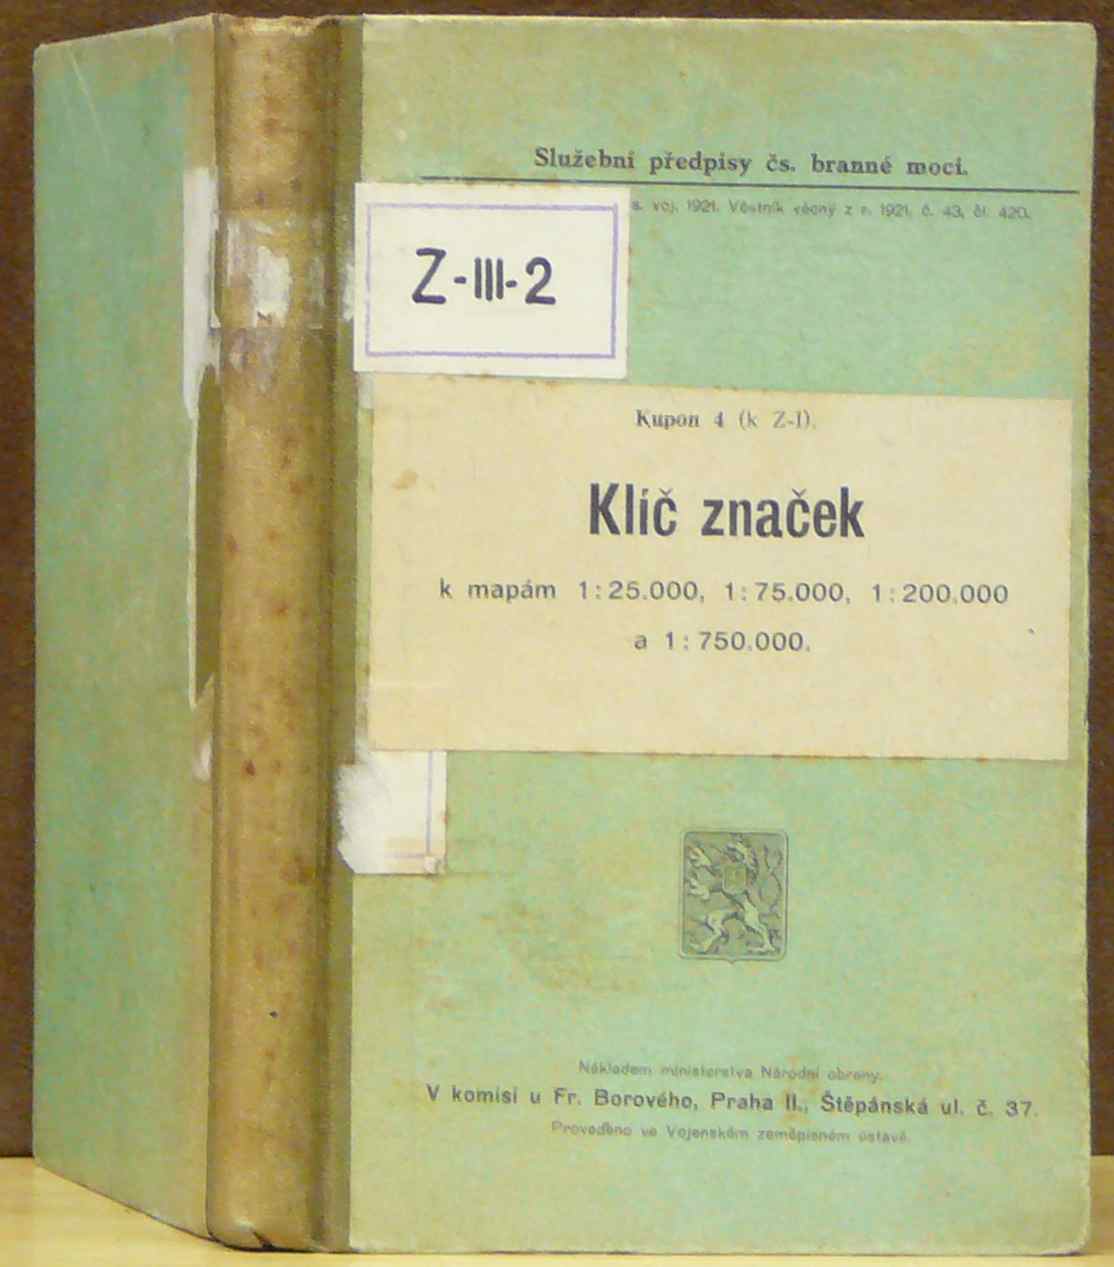 Služební předpisy čs. branné moci.
s. voj. 1921. Věstník věcný z r. 1921, č. 43, čl. 420.
Z-III-2
Kupon 4 (k Z-I).
Klíč značek
k mapám 1:25.000, 1:75.000, 1:200.000
a 1:750.000.
Nákladem ministerstva Národní obrany.
V komisi u Fr. Borového, Praha II., Štěpánská ul. č. 37.
Provedeno ve Vojenském zeměpisném ústavě.